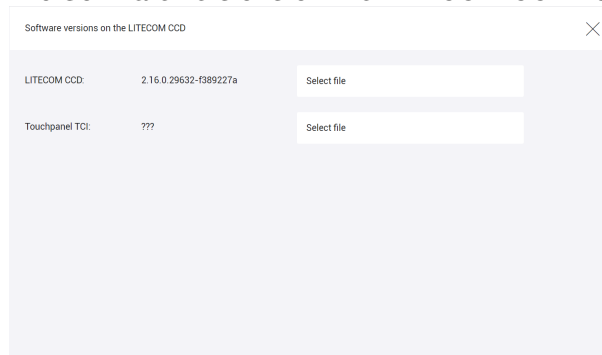 Software versions on the LITECOM CCD
LITECOM CCD: 2.16.0.29632-f389227a Select file
Touchpanel TCI: ??? Select file